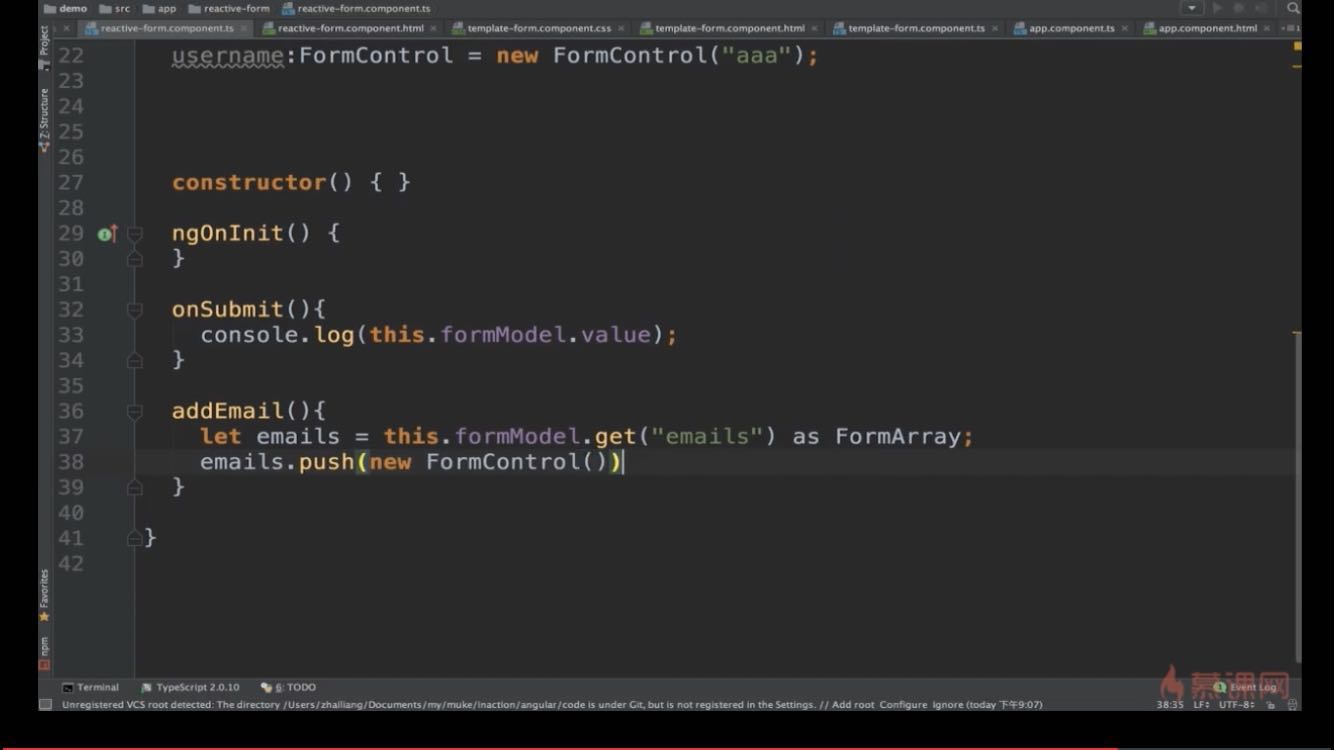 demo src app reactive-form reactive-form.component.ts
reactive-form.component.ts reactive-form.component.html template-form.component.css template-form.component.html template-form.component.ts app.component.ts app.component.html
Project
Z: Structure
22 username:FormControl = new FormControl("aaa");
23
24
25
26
27 constructor() { }
28
29 ngOnInit() {
30 }
31
32 onSubmit(){
33 console.log(this.formModel.value);
34 }
35
36 addEmail(){
37 let emails = this.formModel.get("emails") as FormArray;
38 emails.push(new FormControl())
39 }
40
41 }
42
Favorites
npm
慕课网
Terminal TypeScript 2.0.10 6: TODO Event Log
Unregistered VCS root detected: The directory /Users/zhailiang/Documents/my/muke/inaction/angular/code is under Git, but is not registered in the Settings. // Add root Configure Ignore (today 下午9:07) 38:35 LF÷ UTF-8÷